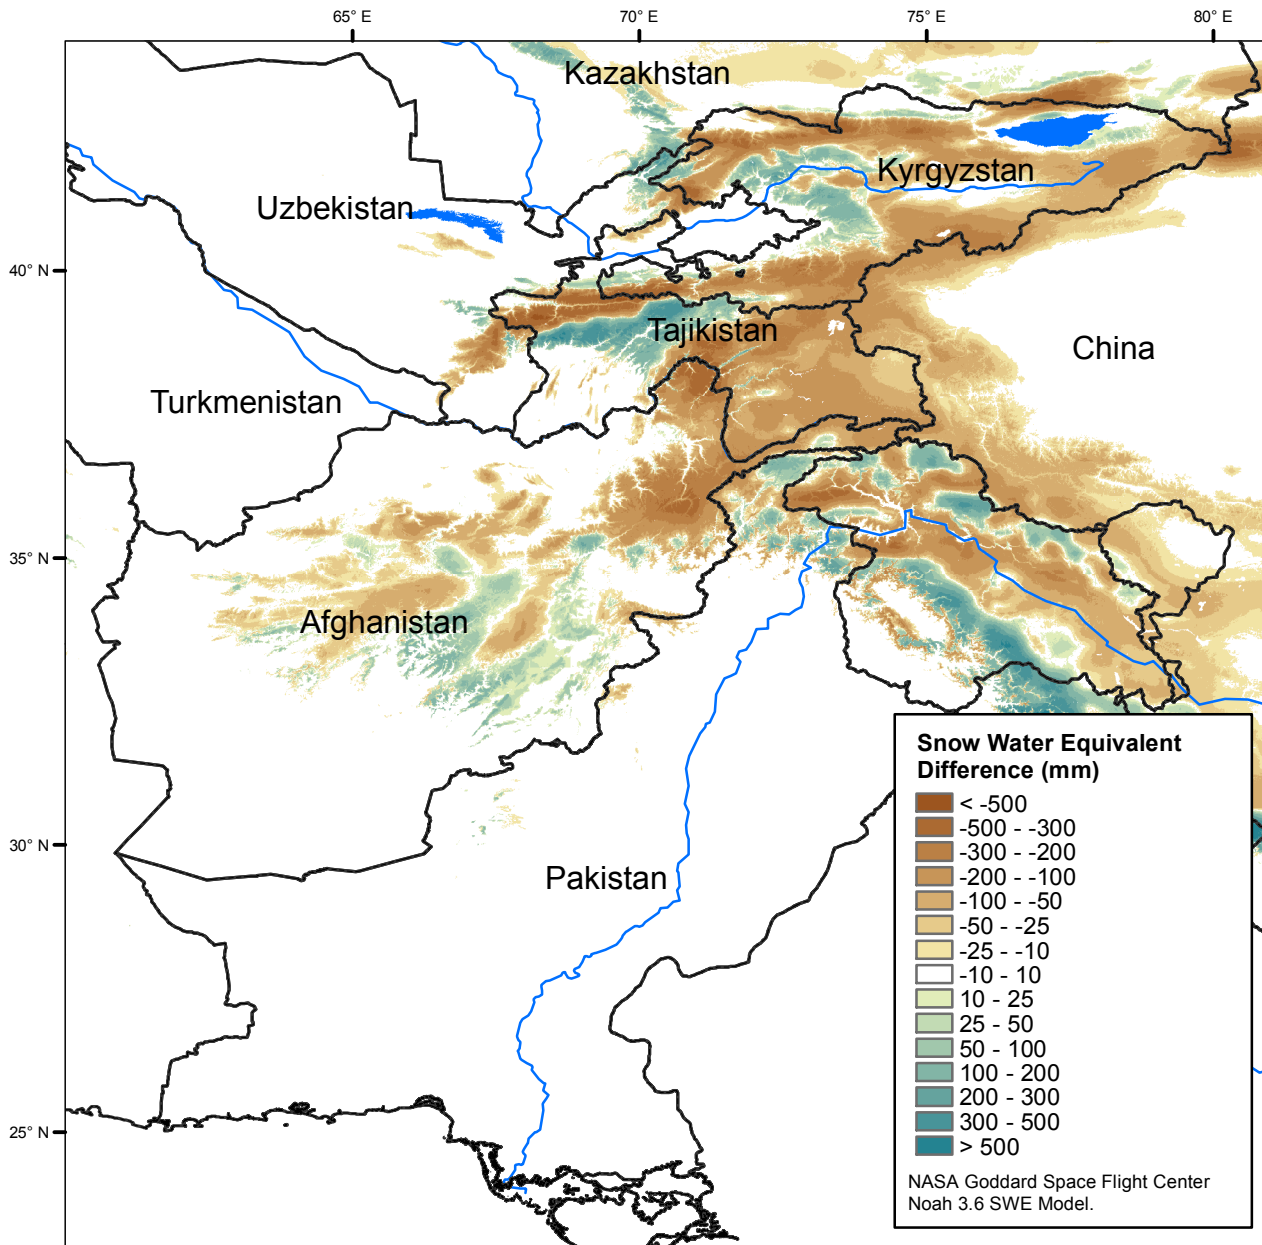 65° E
70° E
75° E
80° E
Kazakhstan
Kyrgyzstan
Uzbekistan
40° N
Tajikistan
China
Turkmenistan
35° N
Afghanistan
Snow Water Equivalent
Difference (mm)
< -500
-500 - -300
-300 - -200
-200 - -100
-100 - -50
-50 - -25
-25 - -10
-10 - 10
10 - 25
25 - 50
50 - 100
100 - 200
200 - 300
300 - 500
> 500
30° N
Pakistan
25° N
NASA Goddard Space Flight Center
Noah 3.6 SWE Model.